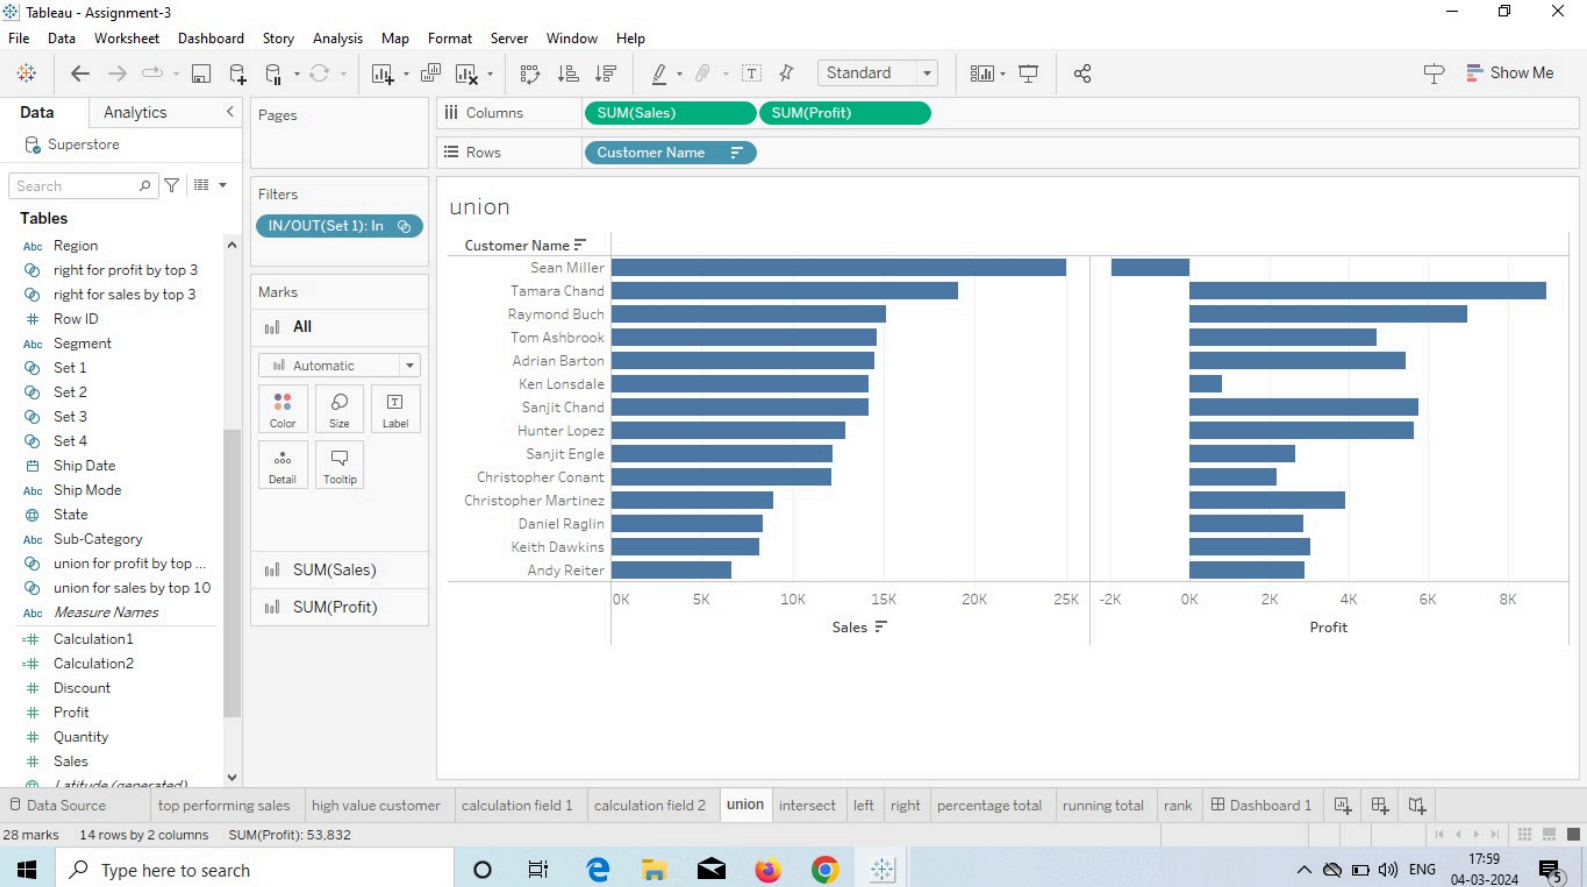 Tableau - Assignment-3
File Data Worksheet Dashboard Story Analysis Map Format Server Window Help
Standard
Show Me
Data Analytics
Superstore
Search
Tables
Abc Region
right for profit by top 3
right for sales by top 3
# Row ID
Abc Segment
Set 1
Set 2
Set 3
Set 4
Ship Date
Abc Ship Mode
State
Abc Sub-Category
union for profit by top ...
union for sales by top 10
Abc Measure Names
=# Calculation1
=# Calculation2
# Discount
# Profit
# Quantity
# Sales
Latitude (generated)
Pages
Filters
IN/OUT(Set 1): In
Marks
All
Automatic
Color Size Label
Detail Tooltip
SUM(Sales)
SUM(Profit)
Columns SUM(Sales) SUM(Profit)
Rows Customer Name
union
Customer Name
Sean Miller
Tamara Chand
Raymond Buch
Tom Ashbrook
Adrian Barton
Ken Lonsdale
Sanjit Chand
Hunter Lopez
Sanjit Engle
Christopher Conant
Christopher Martinez
Daniel Raglin
Keith Dawkins
Andy Reiter
0K 5K 10K 15K 20K 25K -2K 0K 2K 4K 6K 8K
Sales Profit
Data Source top performing sales high value customer calculation field 1 calculation field 2 union intersect left right percentage total running total rank Dashboard 1
28 marks 14 rows by 2 columns SUM(Profit): 53,832
Type here to search
ENG
17:59
04-03-2024
5